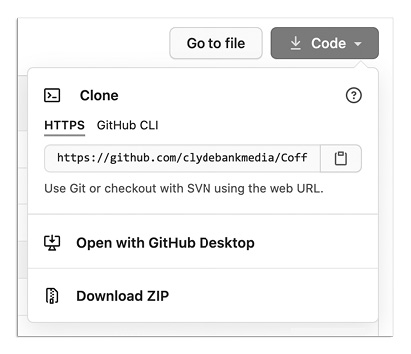 Go to file
Code
Clone
HTTPS GitHub CLI
https://github.com/clydebankmedia/Coff
Use Git or checkout with SVN using the web URL.
Open with GitHub Desktop
Download ZIP